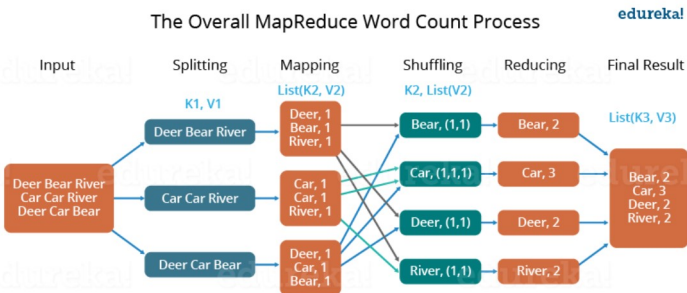 The Overall MapReduce Word Count Process
edureka!
Input
Splitting
Mapping
Shuffling
Reducing
Final Result
K1, V1
List(K2, V2)
K2, List(V2)
List(K3, V3)
Deer Bear River
Car Car River
Deer Car Bear
Deer Bear River
Car Car River
Deer Car Bear
Deer, 1
Bear, 1
River, 1
Car, 1
Car, 1
River, 1
Deer, 1
Car, 1
Bear, 1
Bear, (1,1)
Car, (1,1,1)
Deer, (1,1)
River, (1,1)
Bear, 2
Car, 3
Deer, 2
River, 2
Bear, 2
Car, 3
Deer, 2
River, 2